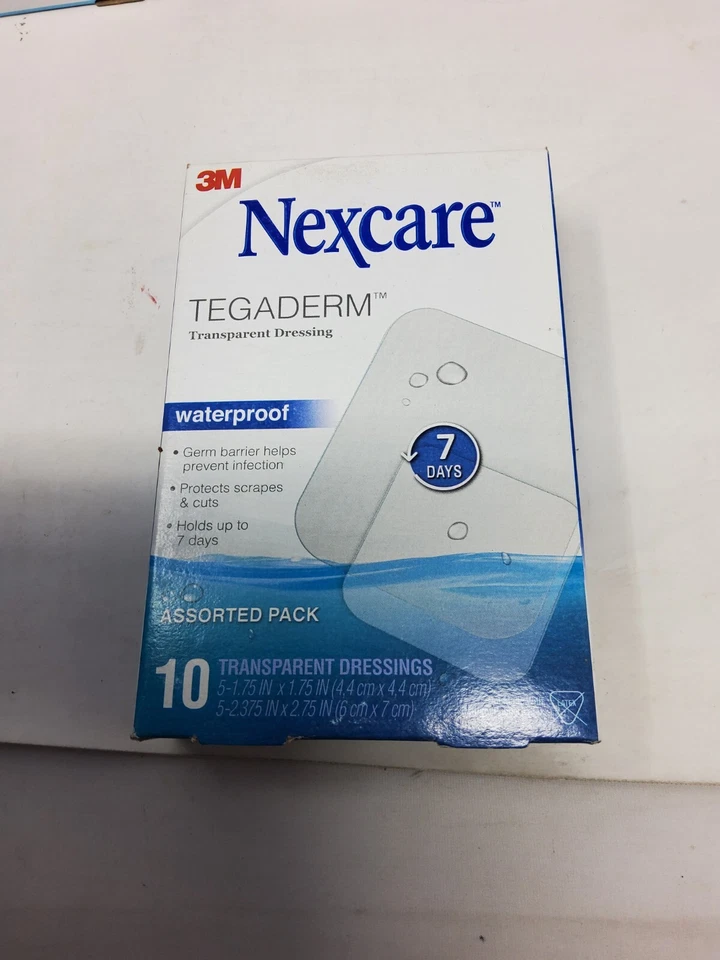 3M
Nexcare™
TEGADERM™
Transparent Dressing
waterproof
• Germ barrier helps
prevent infection
• Protects scrapes
& cuts
• Holds up to
7 days
7
DAYS
ASSORTED PACK
10 TRANSPARENT DRESSINGS
5-1.75 IN x 1.75 IN (4,4 cm x 4,4 cm)
5-2.375 IN x 2.75 IN (6 cm x 7 cm)
LATEX